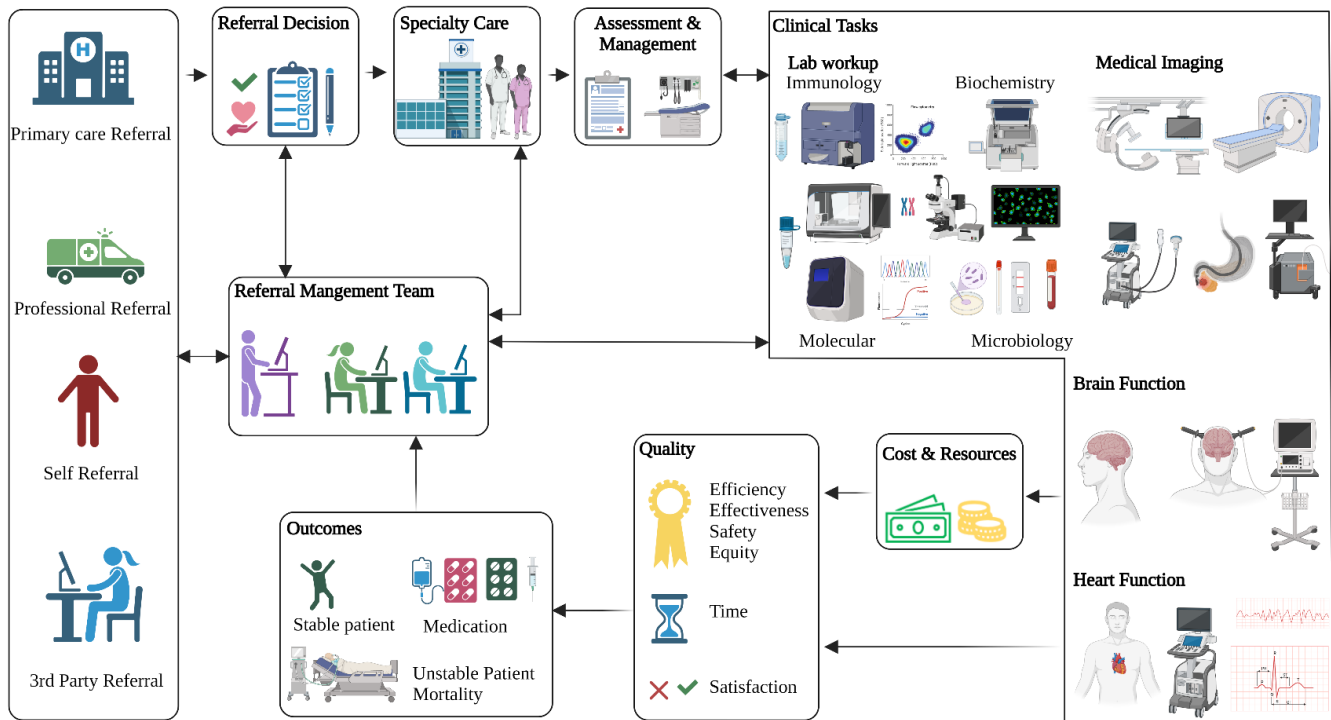 Primary care Referral
Professional Referral
Self Referral
3rd Party Referral
Referral Decision
Specialty Care
Assessment &
Management
Clinical Tasks
Lab workup
Immunology
Biochemistry
Medical Imaging
Molecular
Microbiology
Brain Function
Heart Function
Referral Mangement Team
Cost & Resources
Quality
Efficiency
Effectiveness
Safety
Equity
Time
Satisfaction
Outcomes
Stable patient
Medication
Unstable Patient
Mortality
H